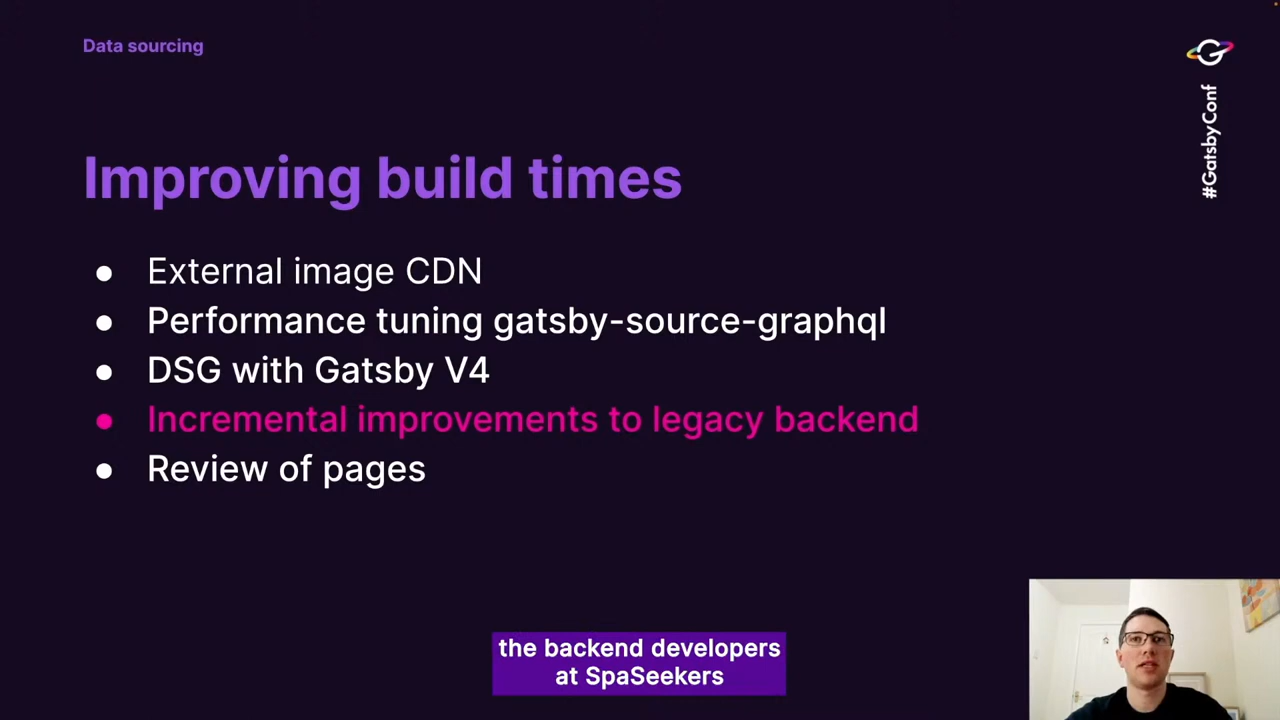 Data sourcing
#GatsbyConf
Improving build times
● External image CDN
● Performance tuning gatsby-source-graphql
● DSG with Gatsby V4
● Incremental improvements to legacy backend
● Review of pages
the backend developers
at SpaSeekers